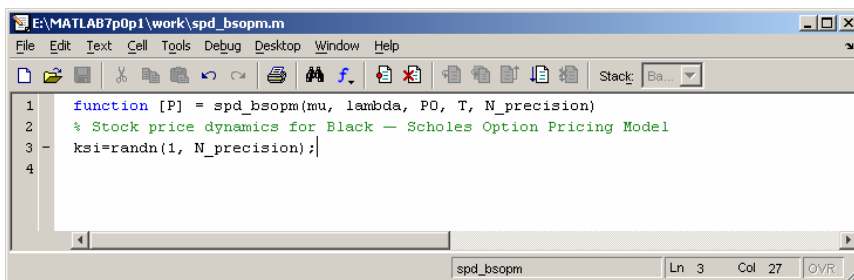 E:\MATLAB7p0p1\work\spd_bsopm.m
File Edit Text Cell Tools Debug Desktop Window Help
Stack: Ba...
1 function [P] = spd_bsopm(mu, lambda, P0, T, N_precision)
2 % Stock price dynamics for Black — Scholes Option Pricing Model
3 - ksi=randn(1, N_precision);
4
spd_bsopm Ln 3 Col 27 OVR